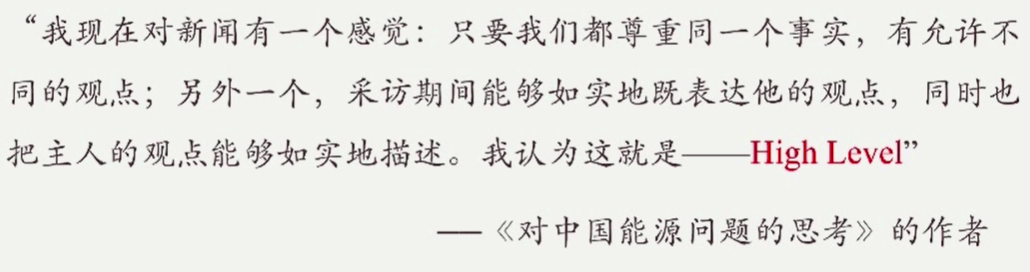 “我现在对新闻有一个感觉：只要我们都尊重同一个事实，有允许不
同的观点；另外一个，采访期间能够如实地既表达他的观点，同时也
把主人的观点能够如实地描述。我认为这就是——High Level”
——《对中国能源问题的思考》的作者